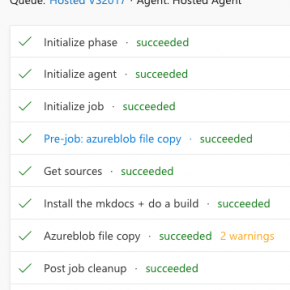 Queue: Hosted VS2017 · Agent: Hosted Agent
Initialize phase · succeeded
Initialize agent · succeeded
Initialize job · succeeded
Pre-job: azureblob file copy · succeeded
Get sources · succeeded
Install the mkdocs + do a build · succeeded
Azureblob file copy · succeeded 2 warnings
Post job cleanup · succeeded